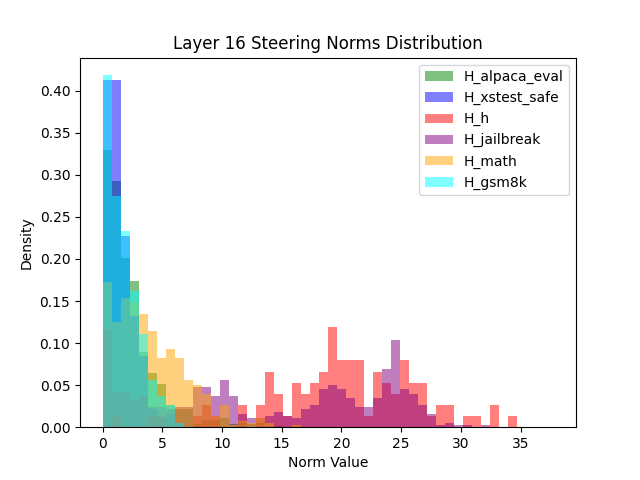 Layer 16 Steering Norms Distribution
H_alpaca_eval
H_xstest_safe
H_h
H_jailbreak
H_math
H_gsm8k
0.40
0.35
0.30
0.25
0.20
0.15
0.10
0.05
0.00
Density
0 5 10 15 20 25 30 35
Norm Value